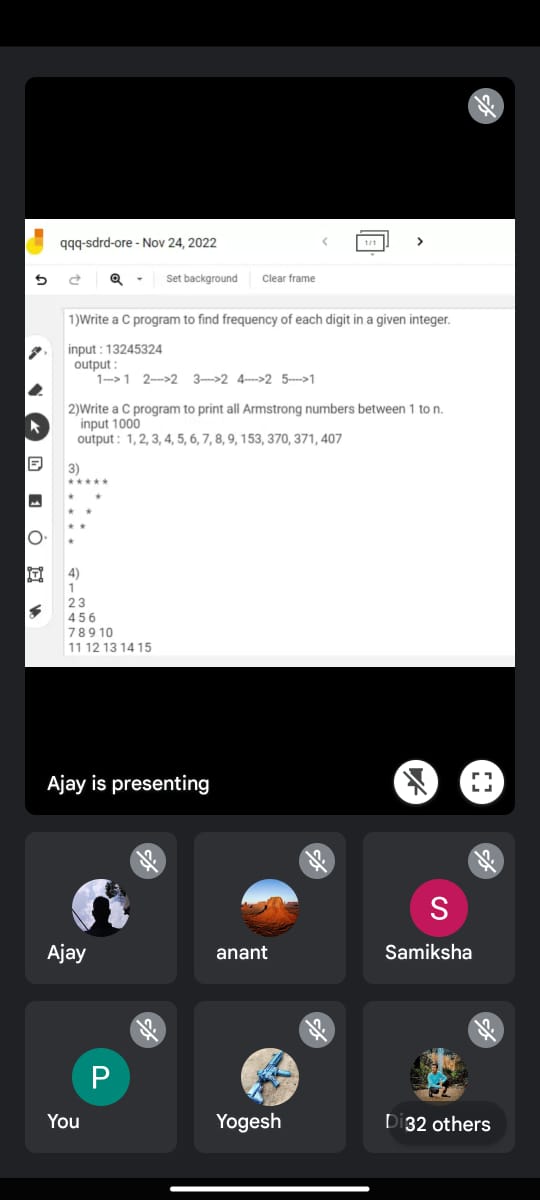 qqq-sdrd-ore - Nov 24, 2022
1/1
Set background
Clear frame
1)Write a C program to find frequency of each digit in a given integer.
input : 13245324
output :
1---> 1 2---->2 3---->2 4---->2 5---->1
2)Write a C program to print all Armstrong numbers between 1 to n.
input 1000
output : 1, 2, 3, 4, 5, 6, 7, 8, 9, 153, 370, 371, 407
3)
* * * * *
* *
* *
* *
*
4)
1
2 3
4 5 6
7 8 9 10
11 12 13 14 15
Ajay is presenting
Ajay
anant
S
Samiksha
P
You
Yogesh
32 others